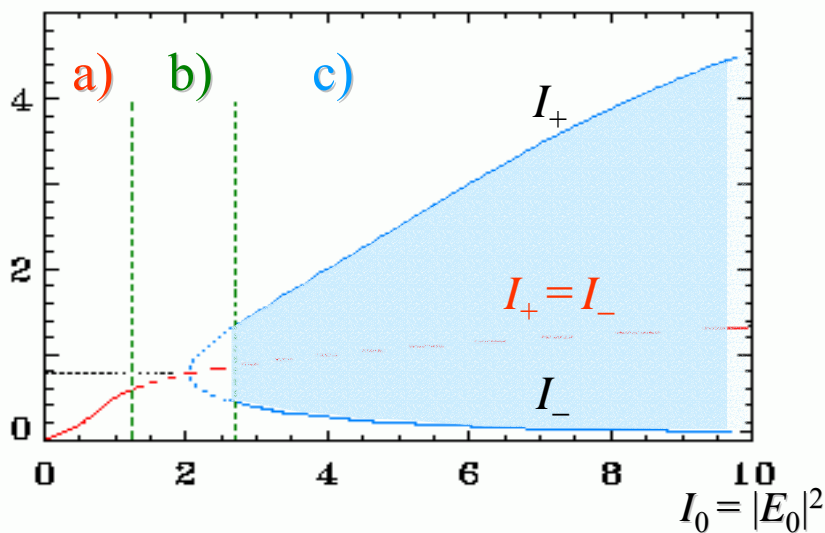 a) b) c)
4
I₊
2
I₊ = I₋
I₋
0
0 2 4 6 8 10
I₀ = |E₀|²